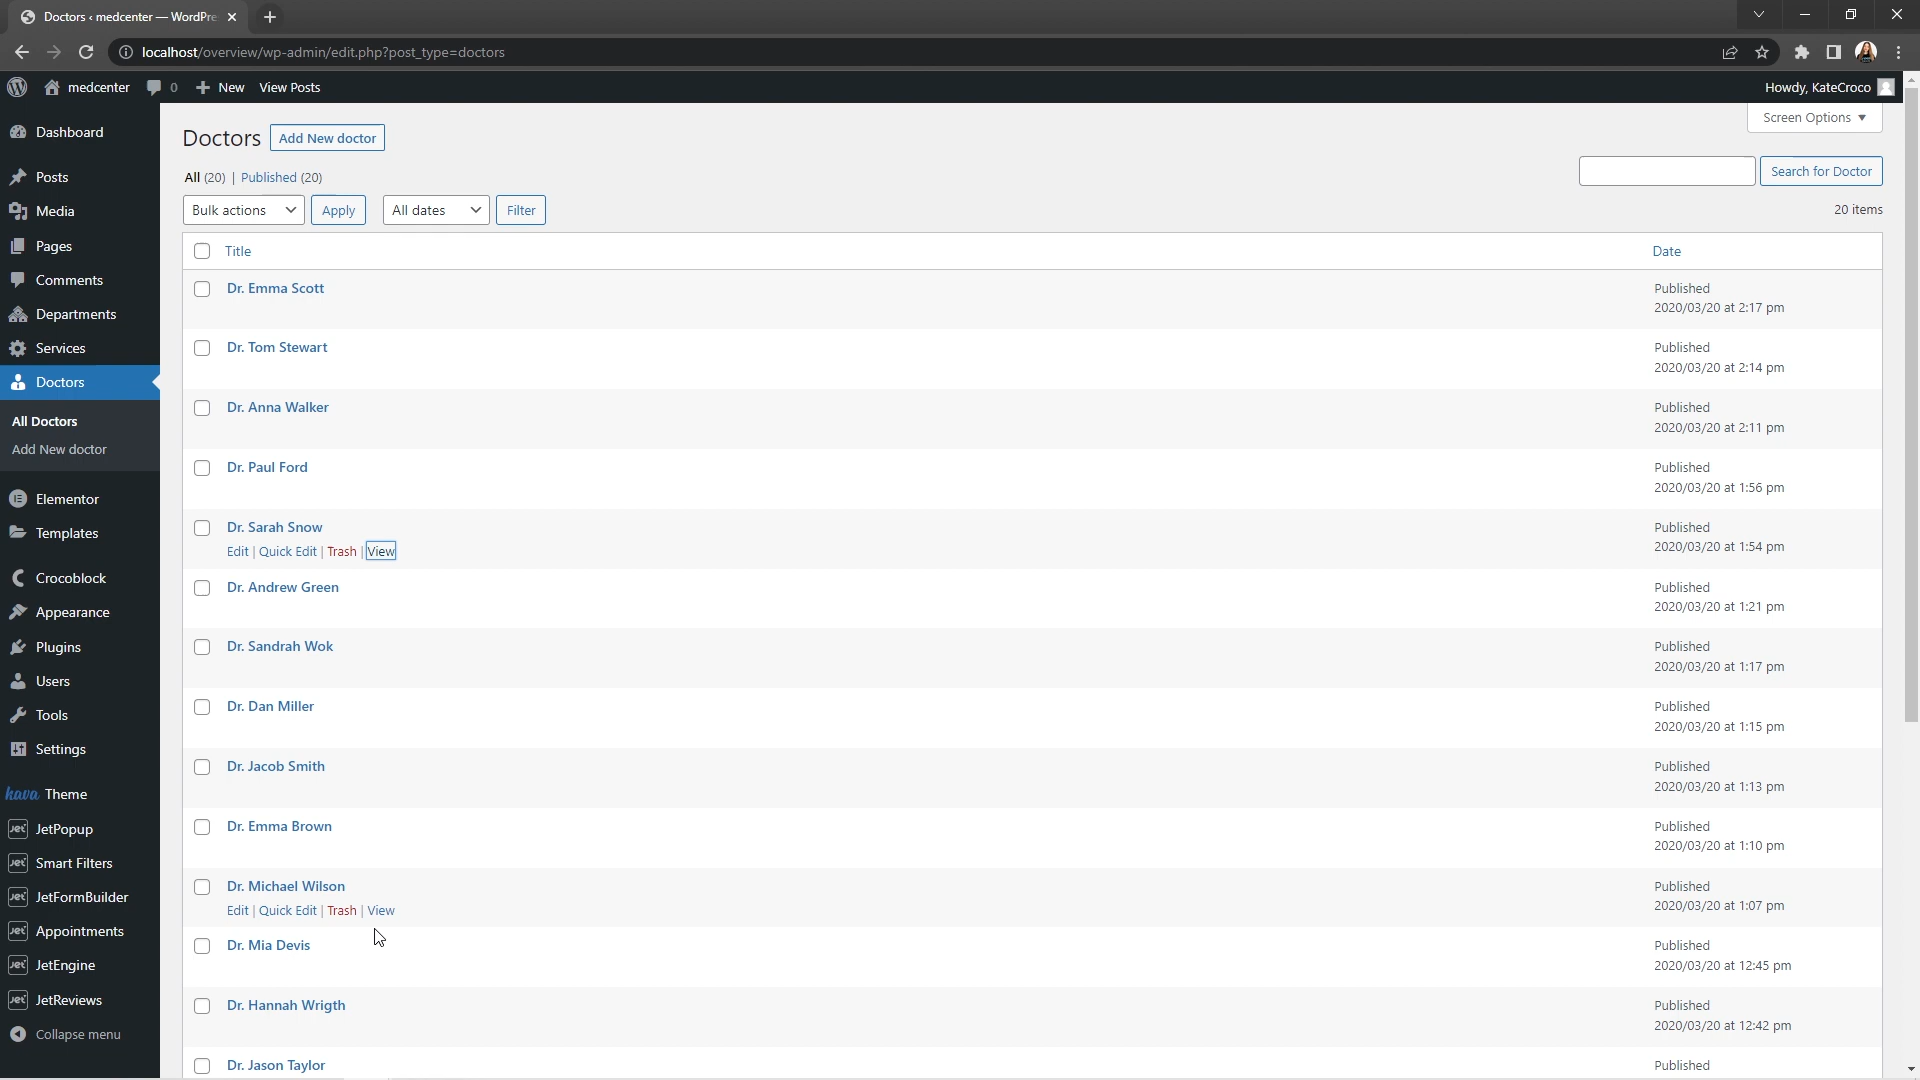 Doctors ‹ medcenter — WordPre
localhost/overview/wp-admin/edit.php?post_type=doctors
medcenter 0 New View Posts Howdy, KateCroco
Dashboard
Posts
Media
Pages
Comments
Departments
Services
Doctors
All Doctors
Add New doctor
Elementor
Templates
Crocoblock
Appearance
Plugins
Users
Tools
Settings
kava Theme
Jet JetPopup
Jet Smart Filters
Jet JetFormBuilder
Jet Appointments
Jet JetEngine
Jet JetReviews
Collapse menu
Screen Options
Doctors Add New doctor
All (20) | Published (20)
Search for Doctor
Bulk actions Apply All dates Filter 20 items
Title Date
Dr. Emma Scott Published
2020/03/20 at 2:17 pm
Dr. Tom Stewart Published
2020/03/20 at 2:14 pm
Dr. Anna Walker Published
2020/03/20 at 2:11 pm
Dr. Paul Ford Published
2020/03/20 at 1:56 pm
Dr. Sarah Snow Published
Edit | Quick Edit | Trash | View 2020/03/20 at 1:54 pm
Dr. Andrew Green Published
2020/03/20 at 1:21 pm
Dr. Sandrah Wok Published
2020/03/20 at 1:17 pm
Dr. Dan Miller Published
2020/03/20 at 1:15 pm
Dr. Jacob Smith Published
2020/03/20 at 1:13 pm
Dr. Emma Brown Published
2020/03/20 at 1:10 pm
Dr. Michael Wilson Published
Edit | Quick Edit | Trash | View 2020/03/20 at 1:07 pm
Dr. Mia Devis Published
2020/03/20 at 12:45 pm
Dr. Hannah Wrigth Published
2020/03/20 at 12:42 pm
Dr. Jason Taylor Published